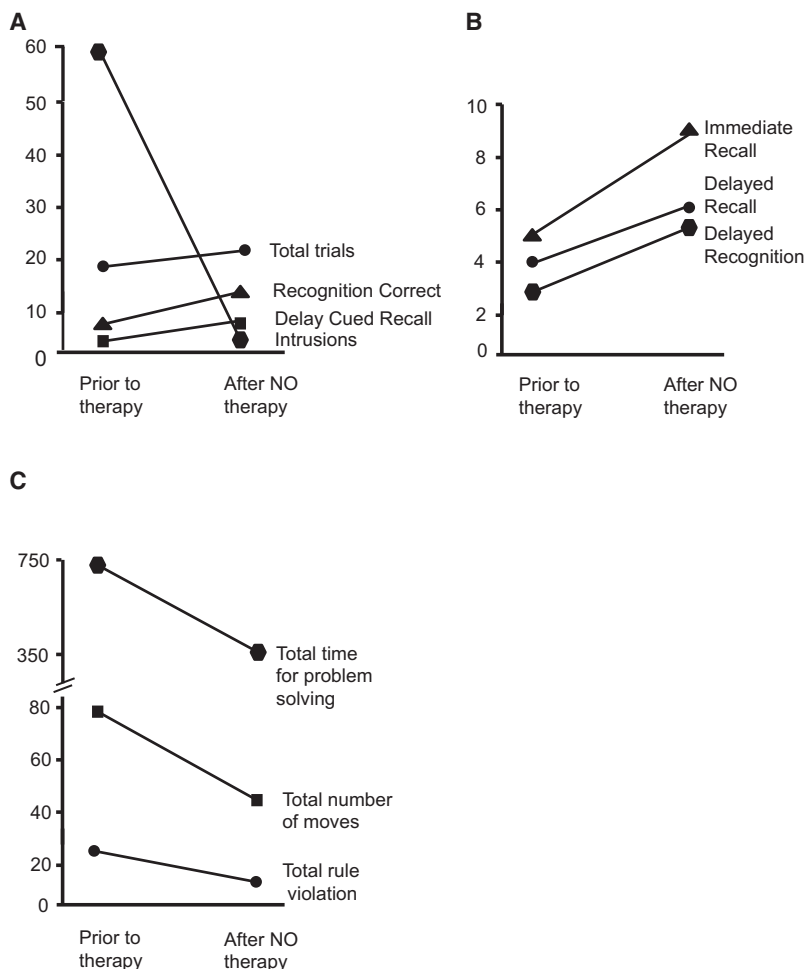 A
60
50
40
30
20
10
0
Total trials
Recognition Correct
Delay Cued Recall
Intrusions
Prior to
therapy
After NO
therapy
B
10
8
6
4
2
0
Immediate
Recall
Delayed
Recall
Delayed
Recognition
Prior to
therapy
After NO
therapy
C
750
350
80
60
40
20
0
Total time
for problem
solving
Total number
of moves
Total rule
violation
Prior to
therapy
After NO
therapy